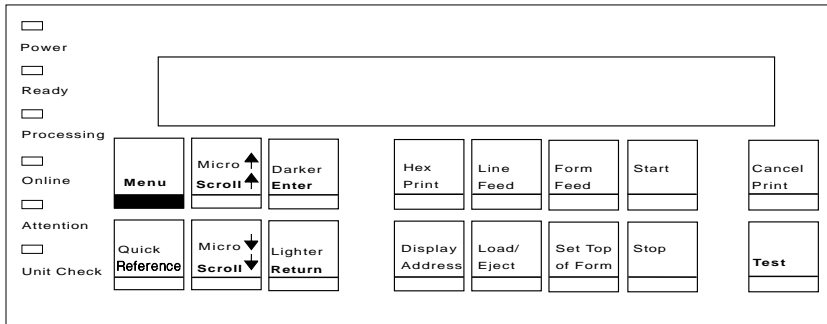 Power
Ready
Processing
Online
Attention
Unit Check
Menu
Micro
Scroll
Darker
Enter
Hex
Print
Line
Feed
Form
Feed
Start
Cancel
Print
Quick
Reference
Micro
Scroll
Lighter
Return
Display
Address
Load/
Eject
Set Top
of Form
Stop
Test